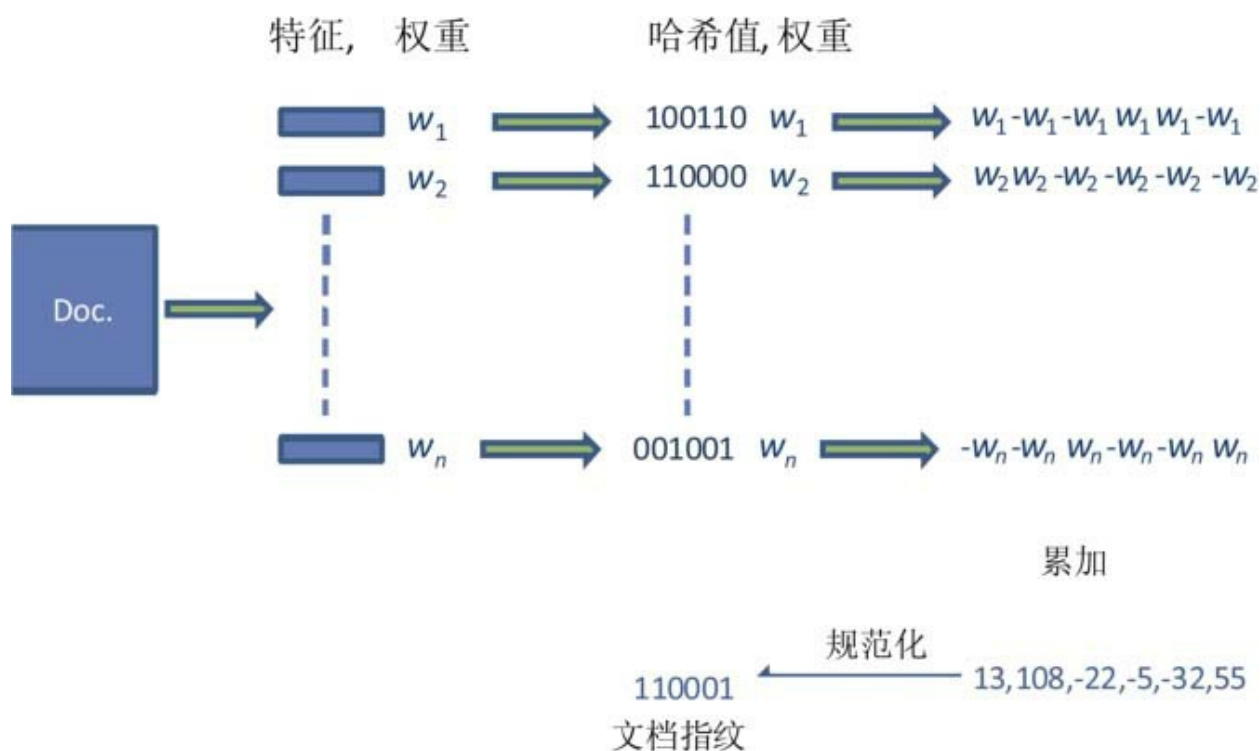 特征, 权重 哈希值, 权重
w₁ 100110 w₁ w₁ -w₁ -w₁ w₁ w₁ -w₁
w₂ 110000 w₂ w₂ w₂ -w₂ -w₂ -w₂ -w₂
Doc.
wₙ 001001 wₙ -wₙ -wₙ wₙ -wₙ -wₙ wₙ
累加
规范化
110001 13,108,-22,-5,-32,55
文档指纹